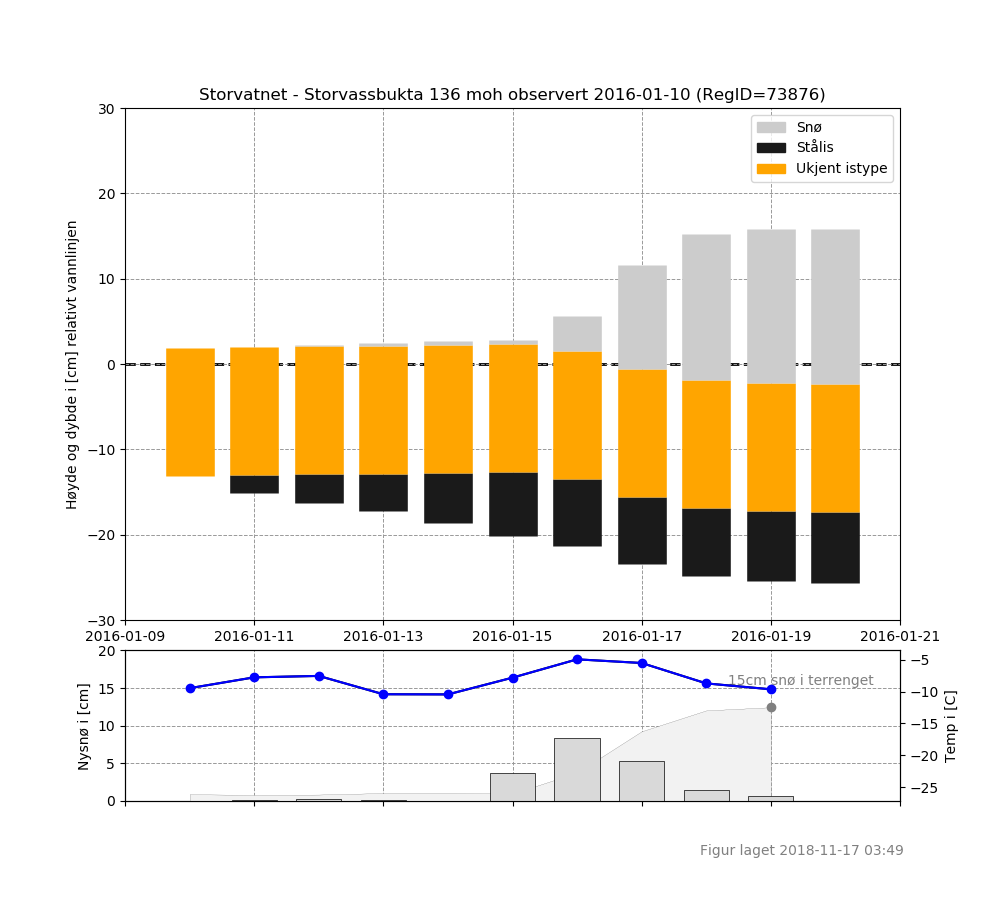 Storvatnet - Storvassbukta 136 moh observert 2016-01-10 (RegID=73876)
Snø
Stålis
Ukjent istype
Høyde og dybde i [cm] relativt vannlinjen
30
20
10
0
−10
−20
−30
2016-01-09 2016-01-11 2016-01-13 2016-01-15 2016-01-17 2016-01-19 2016-01-21
Nysnø i [cm]
20
15
10
5
0
15cm snø i terrenget
−5
−10
−15
−20
−25
Temp i [C]
Figur laget 2018-11-17 03:49